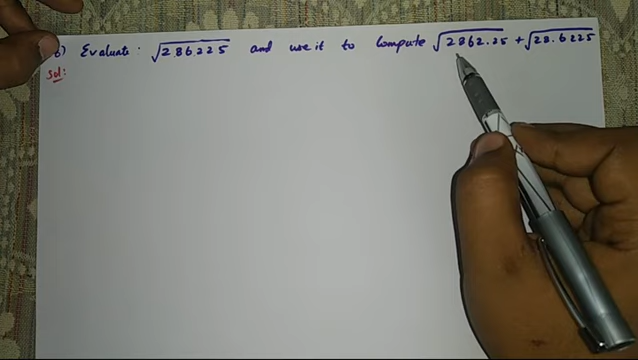 b) Evaluate: √286225 and use it to compute √2862.25 + √28.6225
Sol: